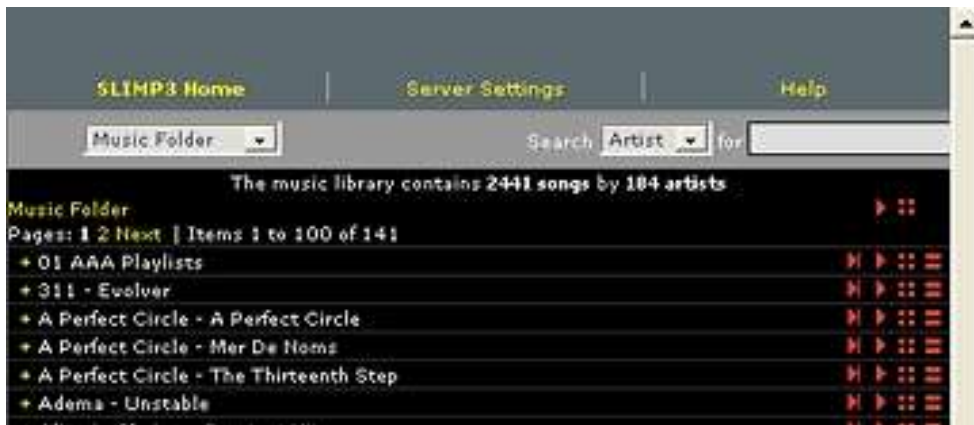 SLIMP3 Home | Server Settings | Help
Music Folder Search Artist for
The music library contains 2441 songs by 184 artists
Music Folder
Pages: 1 2 Next | Items 1 to 100 of 141
+ 01 AAA Playlists
+ 311 - Evolver
+ A Perfect Circle - A Perfect Circle
+ A Perfect Circle - Mer De Noms
+ A Perfect Circle - The Thirteenth Step
+ Adema - Unstable